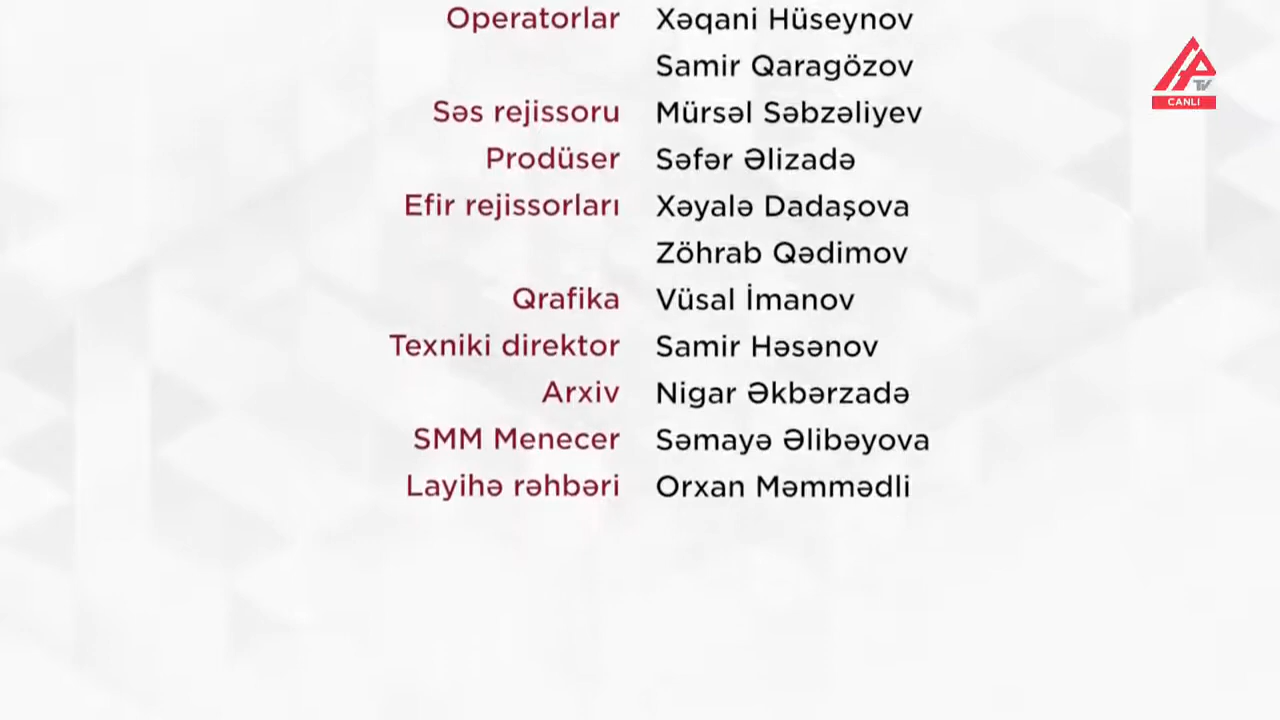 Operatorlar Xəqani Hüseynov
Samir Qaragözov
Səs rejissoru Mürsəl Səbzəliyev
Prodüser Səfər Əlizadə
Efir rejissorları Xəyalə Dadaşova
Zöhrab Qədimov
Qrafika Vüsal İmanov
Texniki direktor Samir Həsənov
Arxiv Nigar Əkbərzadə
SMM Menecer Səmayə Əlibəyova
Layihə rəhbəri Orxan Məmmədli
AP TV
CANLI